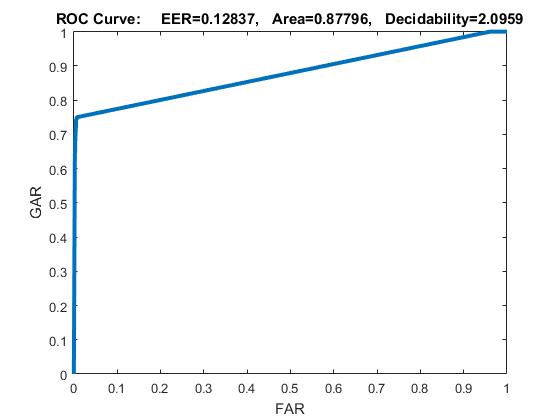 ROC Curve: EER=0.12837, Area=0.87796, Decidability=2.0959
1
0.9
0.8
0.7
0.6
0.5
0.4
0.3
0.2
0.1
0
GAR
0 0.1 0.2 0.3 0.4 0.5 0.6 0.7 0.8 0.9 1
FAR